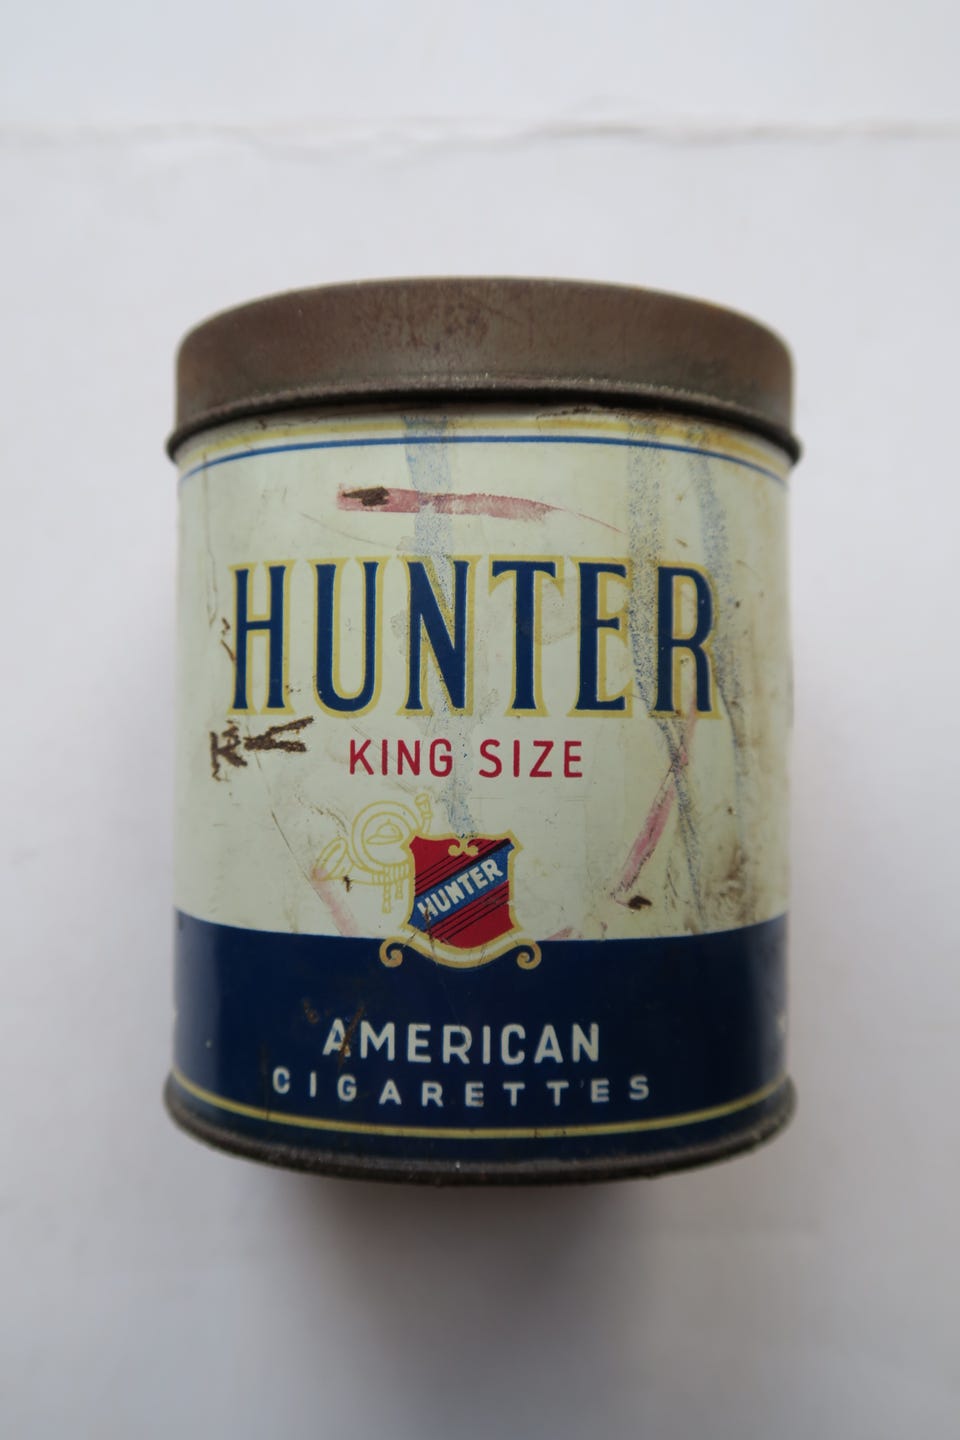 HUNTER
KING SIZE
HUNTER
AMERICAN
CIGARETTES